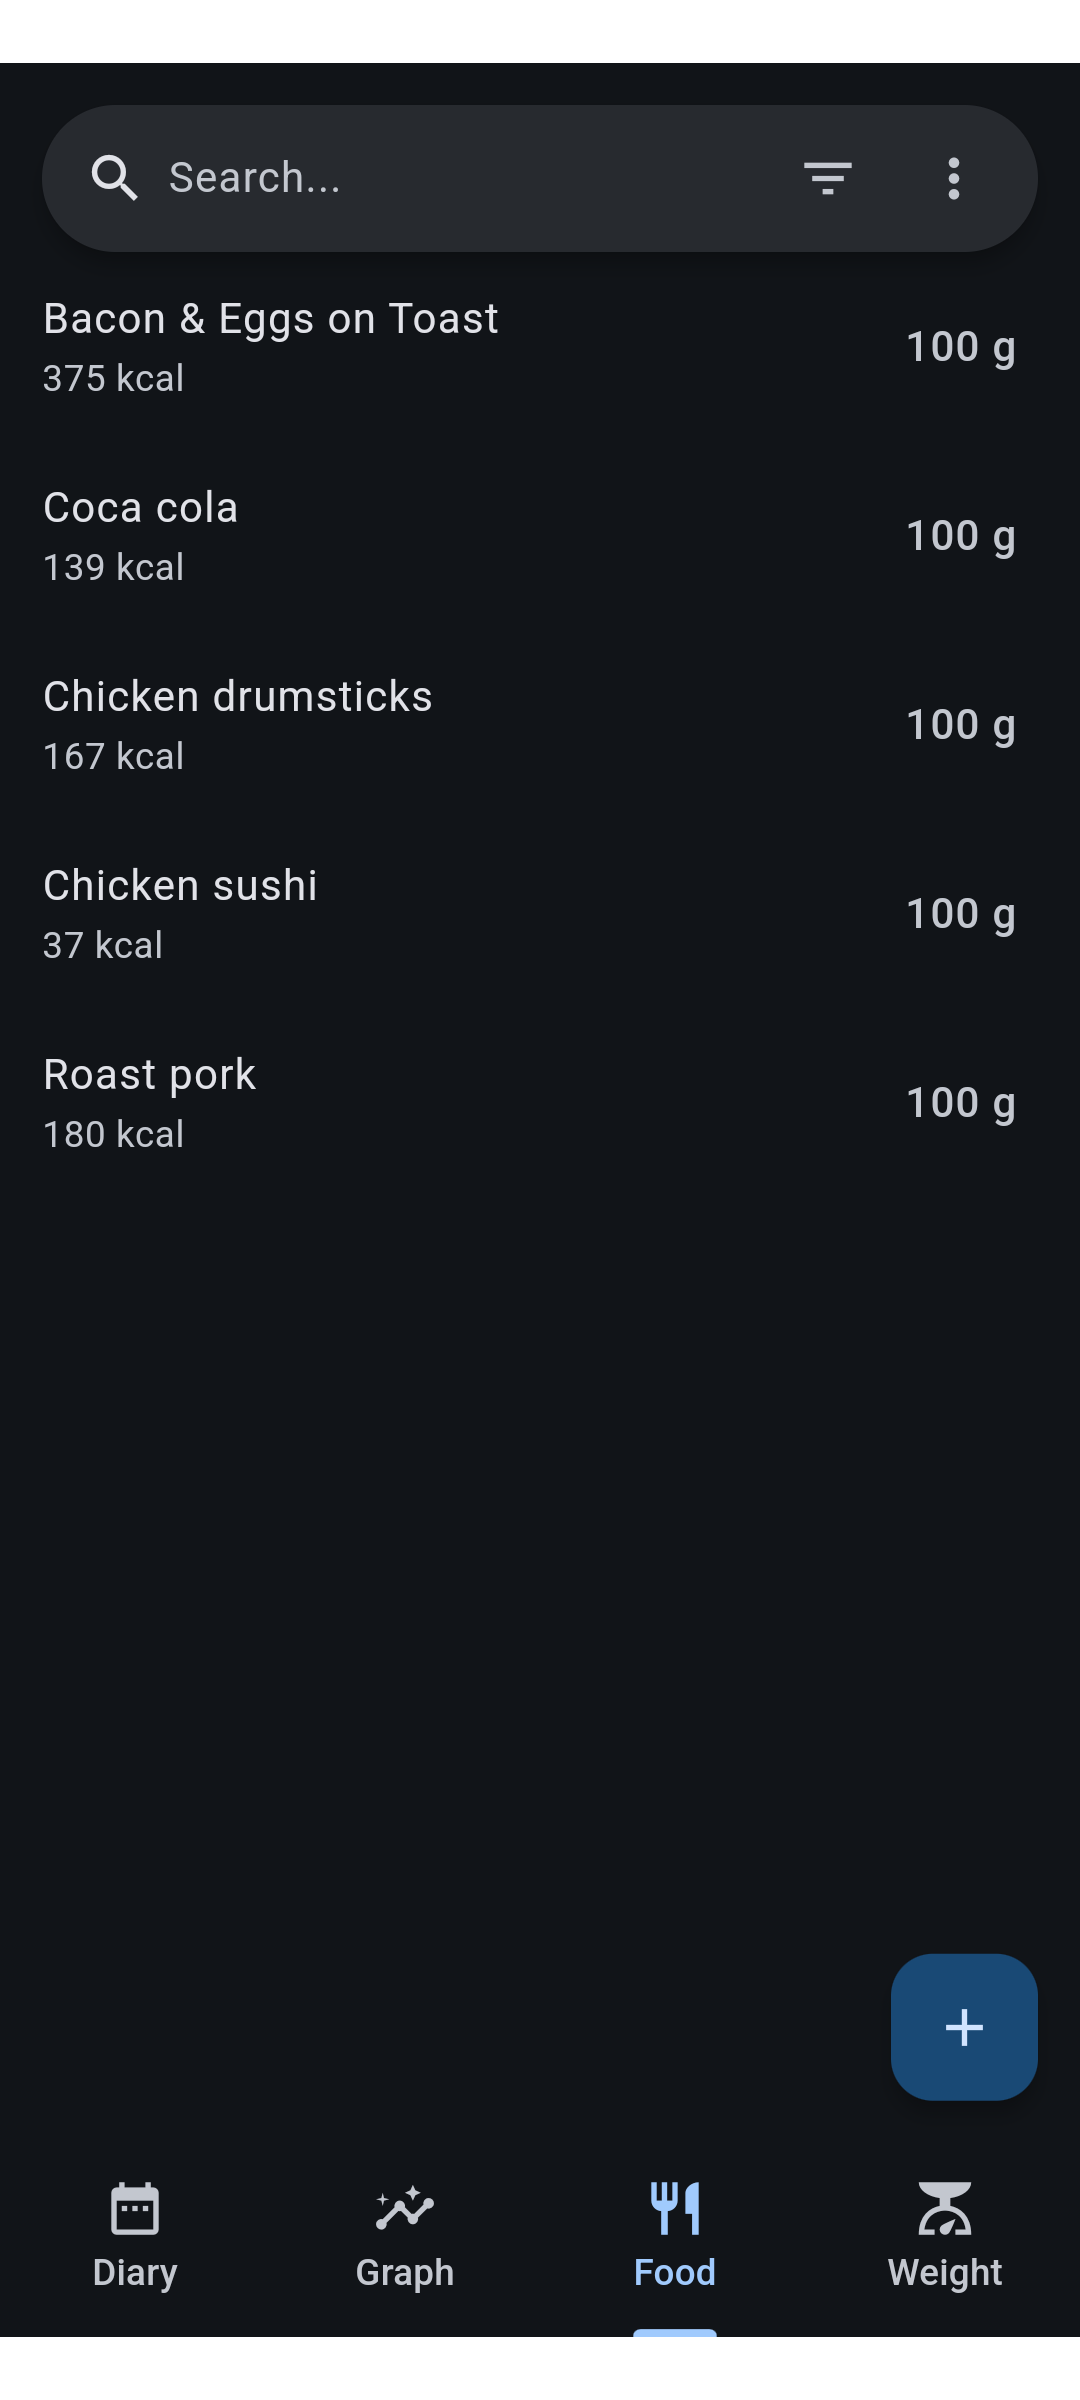 Search...
Bacon & Eggs on Toast
375 kcal
100 g
Coca cola
139 kcal
100 g
Chicken drumsticks
167 kcal
100 g
Chicken sushi
37 kcal
100 g
Roast pork
180 kcal
100 g
Diary
Graph
Food
Weight